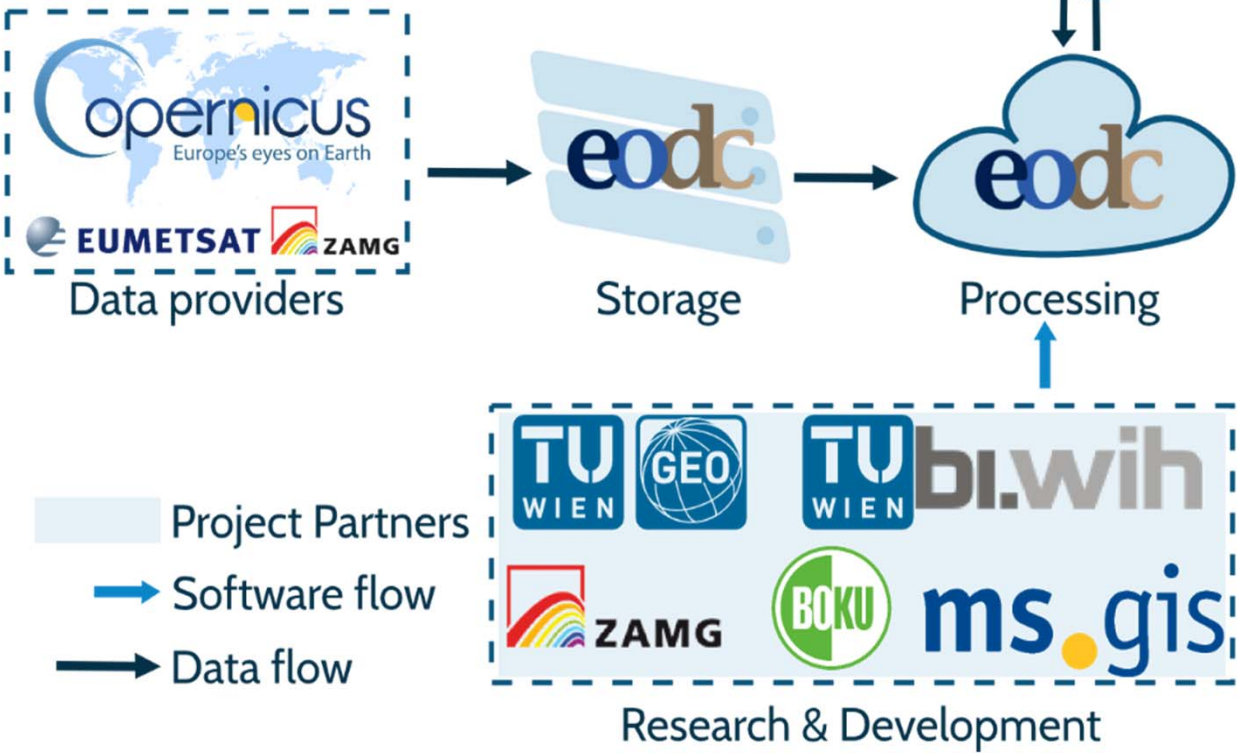 Copernicus
Europe's eyes on Earth
EUMETSAT
ZAMG
Data providers
eodc
Storage
eodc
Processing
TU
WIEN
GEO
TU
WIEN
bi.wih
ZAMG
BOKU
ms.gis
Research & Development
Project Partners
Software flow
Data flow